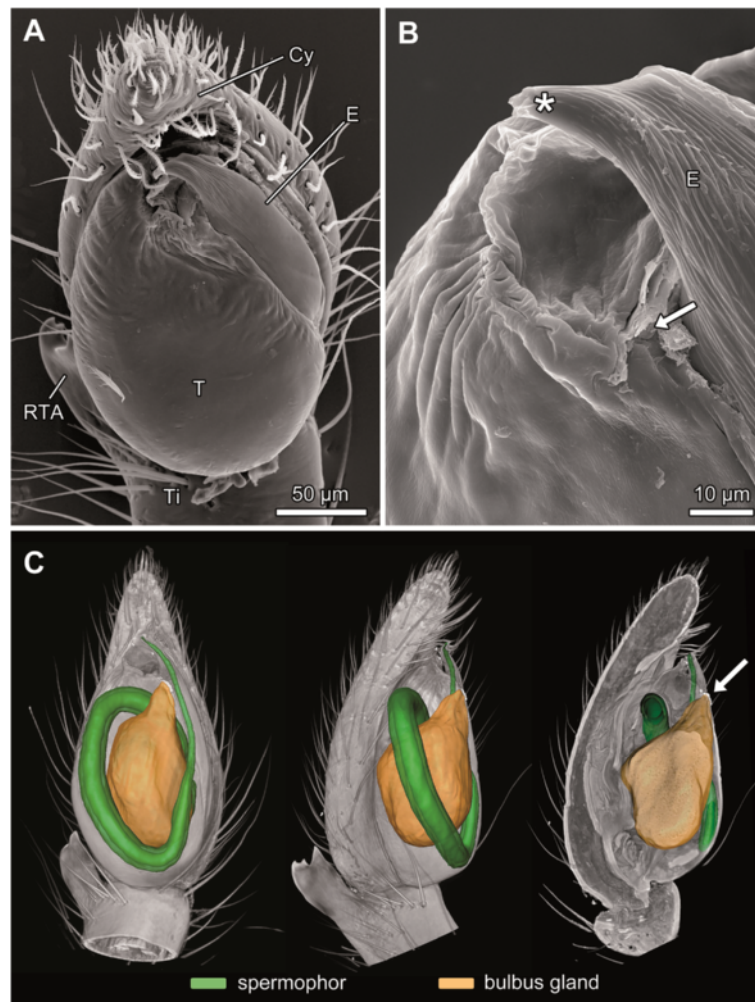 A
Cy
E
RTA
T
Ti
50 µm
B
*
E
10 µm
C
spermophor
bulbus gland